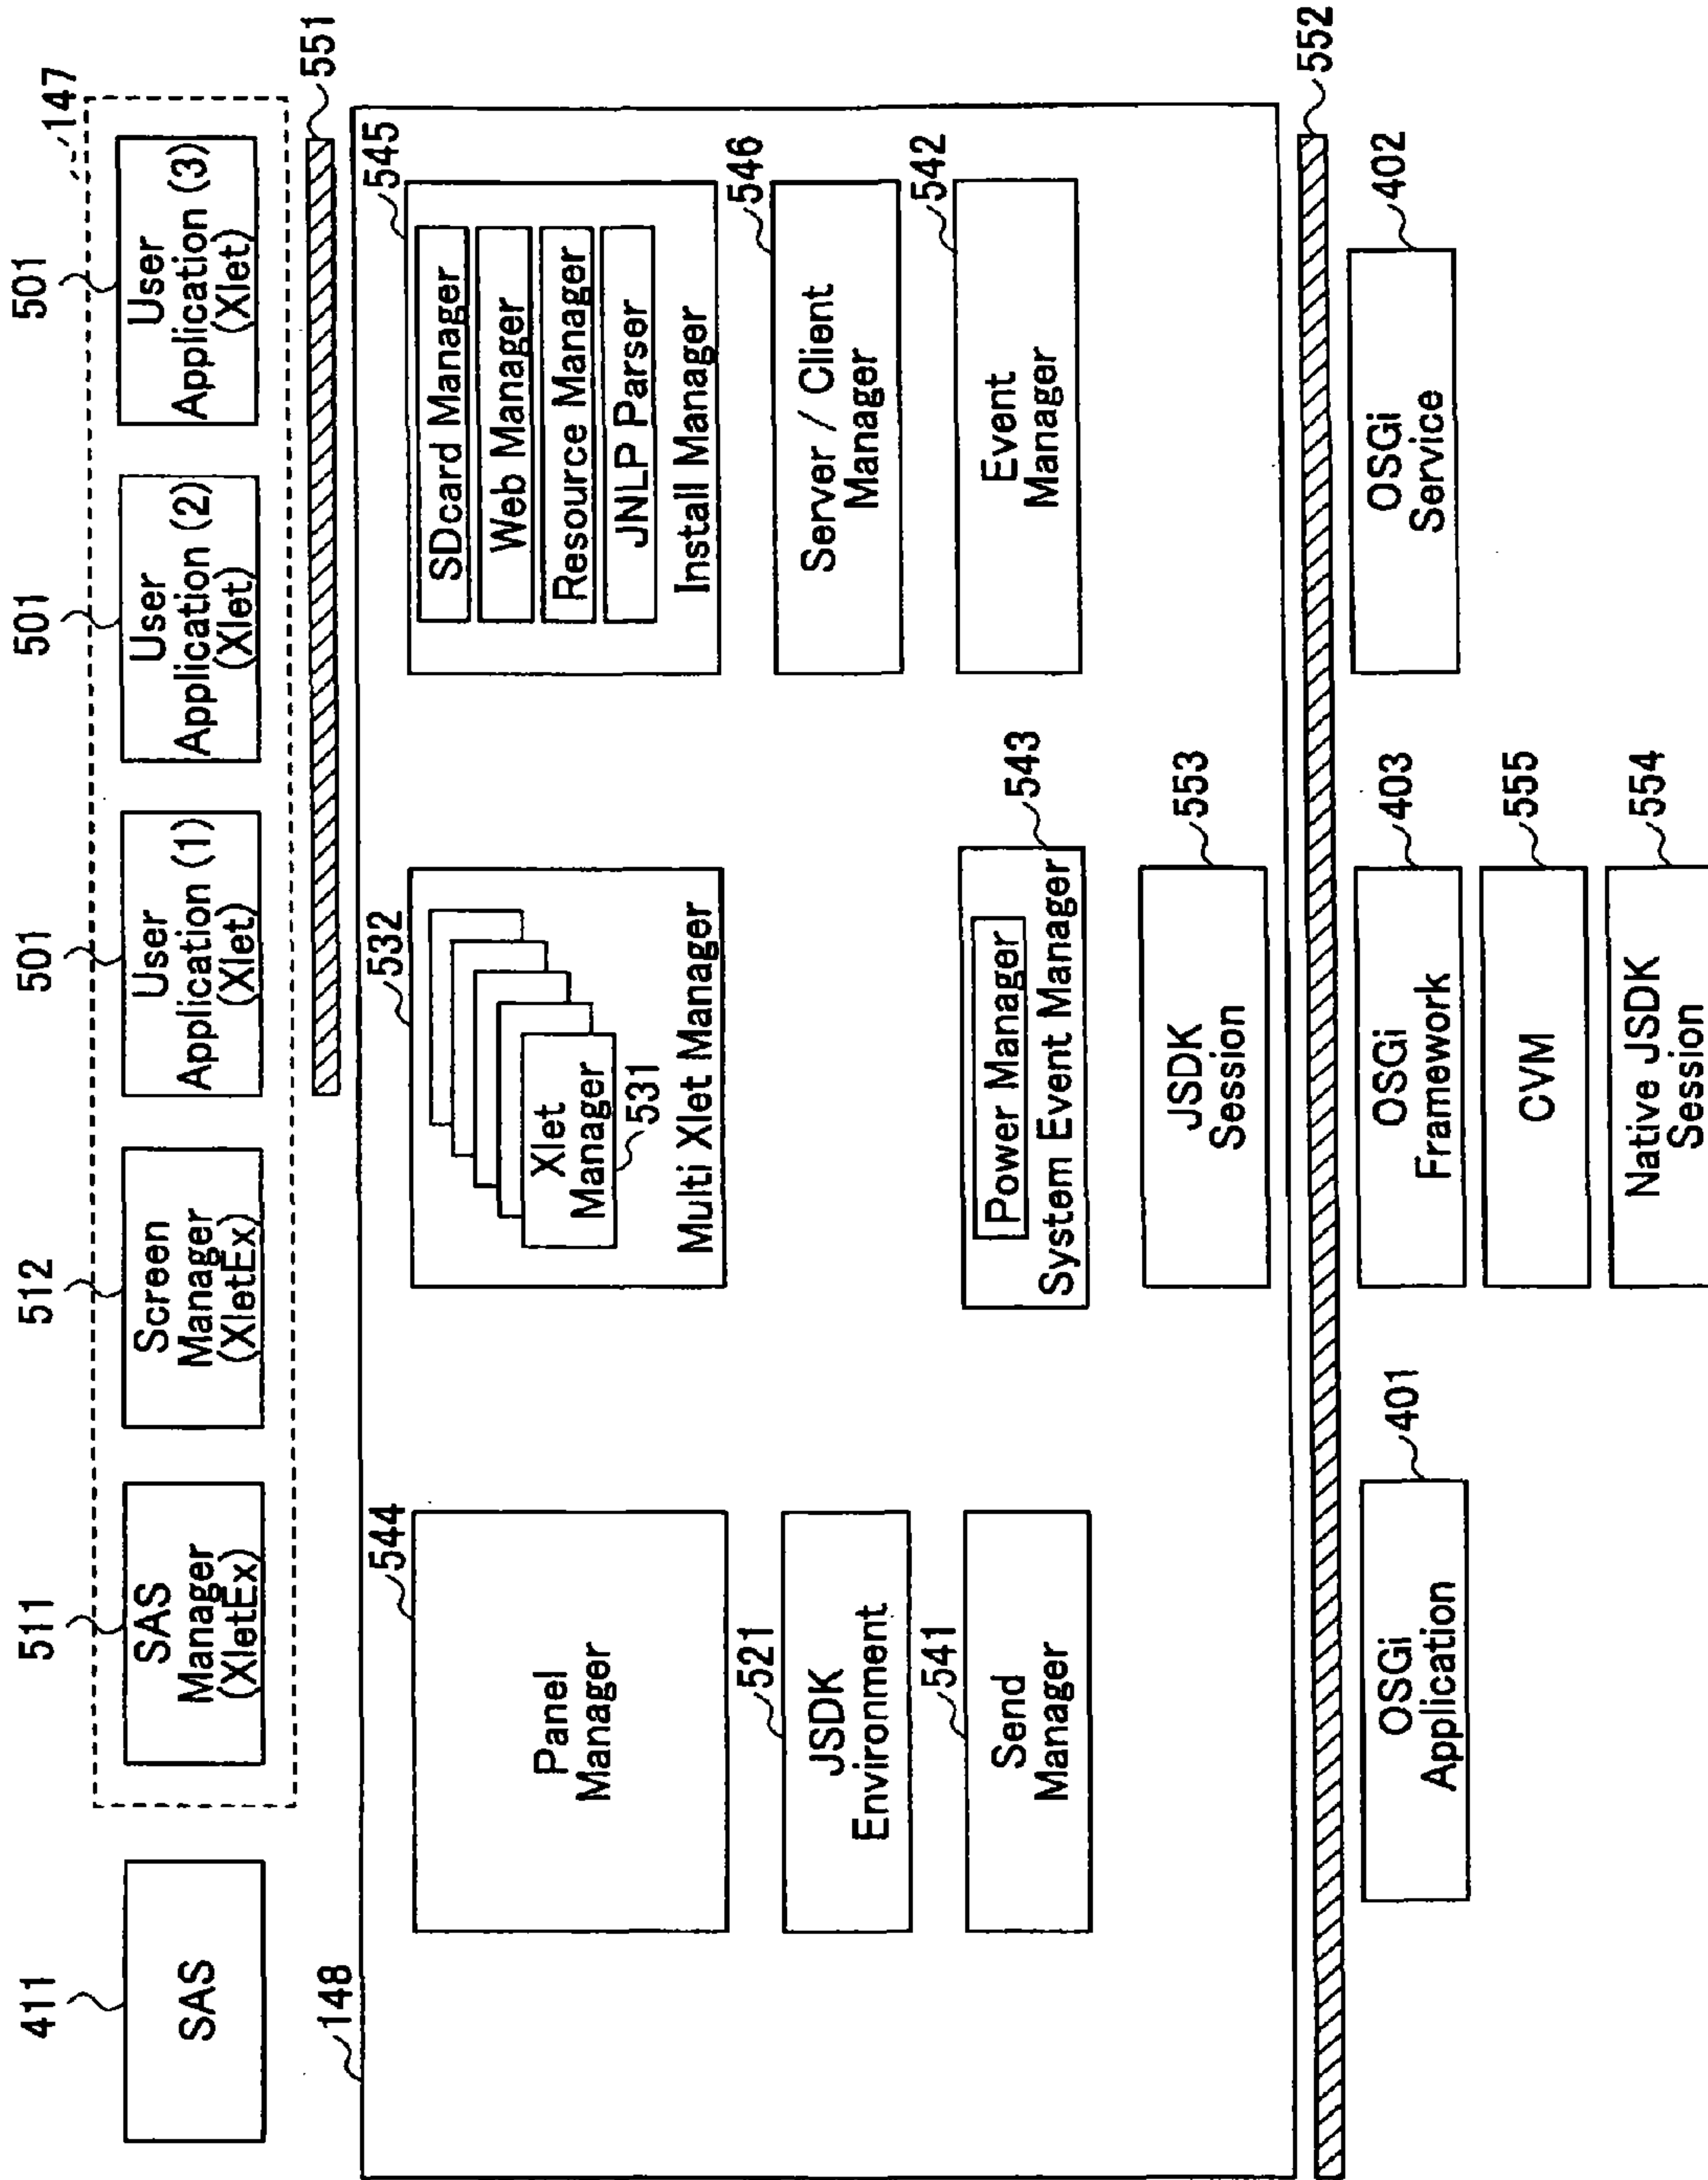 411
511
512
501
501
501
147
SAS
SAS
Manager
(XletEx)
Screen
Manager
(XletEx)
User
Application (1)
(Xlet)
User
Application (2)
(Xlet)
User
Application (3)
(Xlet)
551
148
544
Panel
Manager
532
Xlet
Manager
531
Multi Xlet Manager
545
SDcard Manager
Web Manager
Resource Manager
JNLP Parser
Install Manager
521
JSDK
Environment
546
Server / Client
Manager
541
Send
Manager
543
Power Manager
System Event Manager
542
Event
Manager
553
JSDK
Session
552
401
OSGi
Application
403
OSGi
Framework
402
OSGi
Service
555
CVM
554
Native JSDK
Session